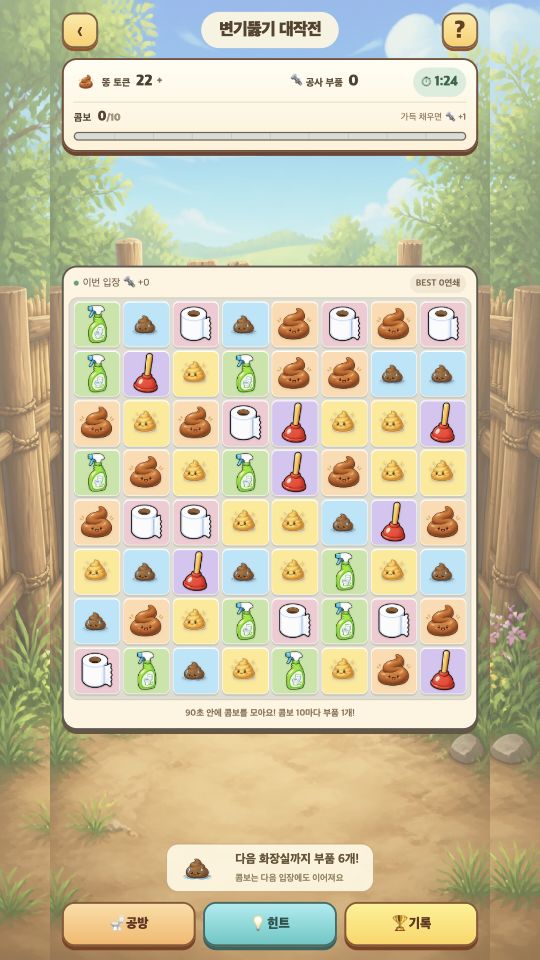 변기뚫기 대작전
?
똥 토큰 22 +
공사 부품 0
1:24
콤보 0/10
가득 채우면 +1
이번 입장 +0
BEST 0연쇄
90초 안에 콤보를 모아요! 콤보 10마다 부품 1개!
다음 화장실까지 부품 6개!
콤보는 다음 입장에도 이어져요
공방
힌트
기록